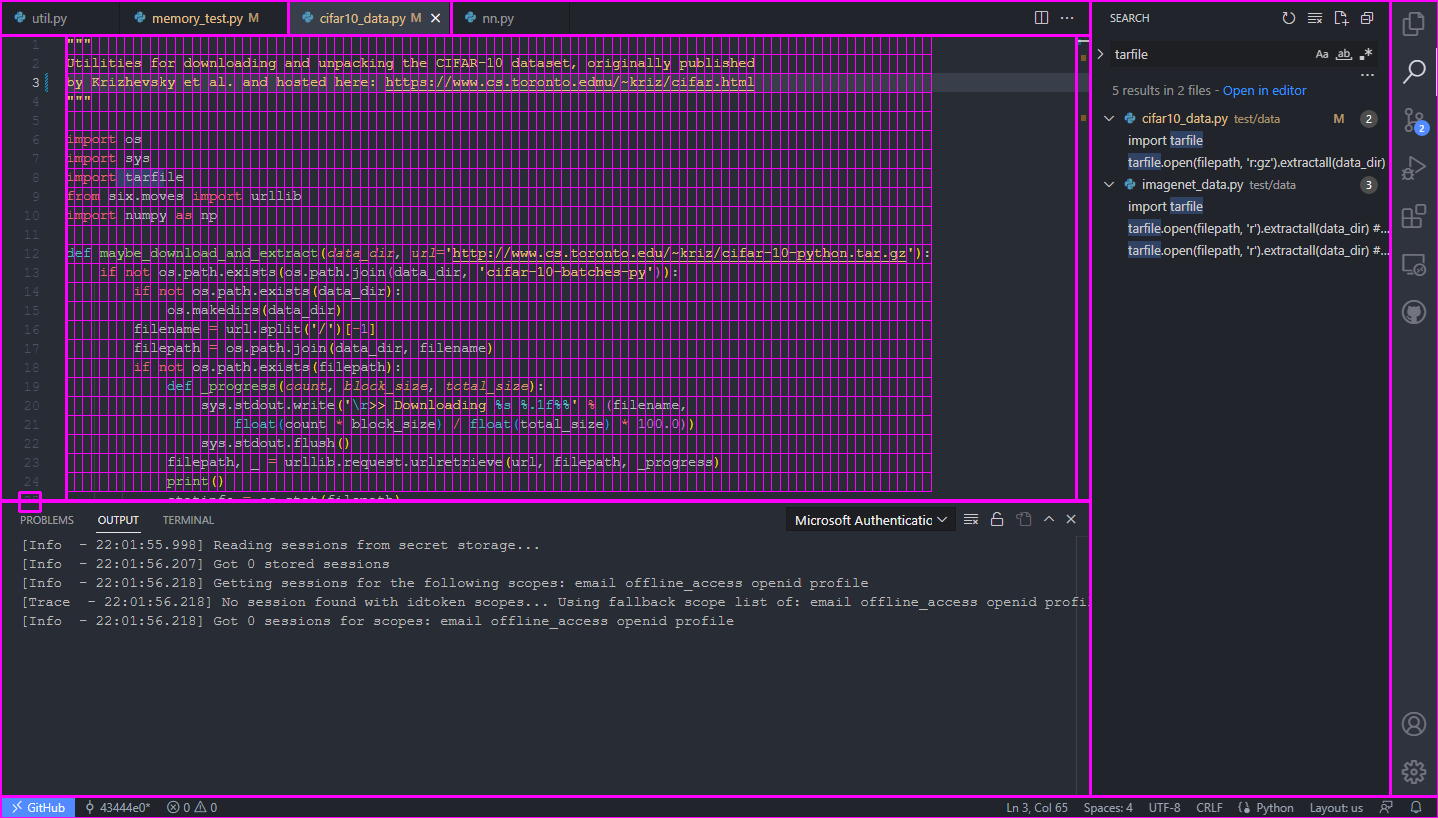 util.py memory_test.py M cifar10_data.py M nn.py
1 """
2 Utilities for downloading and unpacking the CIFAR-10 dataset, originally published
3 by Krizhevsky et al. and hosted here: https://www.cs.toronto.edmu/~kriz/cifar.html
4 """
5
6 import os
7 import sys
8 import tarfile
9 from six.moves import urllib
10 import numpy as np
11
12 def maybe_download_and_extract(data_dir, url='http://www.cs.toronto.edu/~kriz/cifar-10-python.tar.gz'):
13 if not os.path.exists(os.path.join(data_dir, 'cifar-10-batches-py')):
14 if not os.path.exists(data_dir):
15 os.makedirs(data_dir)
16 filename = url.split('/')[-1]
17 filepath = os.path.join(data_dir, filename)
18 if not os.path.exists(filepath):
19 def _progress(count, block_size, total_size):
20 sys.stdout.write('\r>> Downloading %s %.1f%%' % (filename,
21 float(count * block_size) / float(total_size) * 100.0))
22 sys.stdout.flush()
23 filepath, _ = urllib.request.urlretrieve(url, filepath, _progress)
24 print()
25 statinfo = os.stat(filepath)
PROBLEMS OUTPUT TERMINAL Microsoft Authenticatio
[Info - 22:01:55.998] Reading sessions from secret storage...
[Info - 22:01:56.207] Got 0 stored sessions
[Info - 22:01:56.218] Getting sessions for the following scopes: email offline_access openid profile
[Trace - 22:01:56.218] No session found with idtoken scopes... Using fallback scope list of: email offline_access openid profi
[Info - 22:01:56.218] Got 0 sessions for scopes: email offline_access openid profile
SEARCH
tarfile Aa ab .*
5 results in 2 files - Open in editor
cifar10_data.py test/data M 2
import tarfile
tarfile.open(filepath, 'r:gz').extractall(data_dir)
imagenet_data.py test/data 3
import tarfile
tarfile.open(filepath, 'r').extractall(data_dir) #...
tarfile.open(filepath, 'r').extractall(data_dir) #...
2
GitHub 43444e0* 0 0 Ln 3, Col 65 Spaces: 4 UTF-8 CRLF Python Layout: us